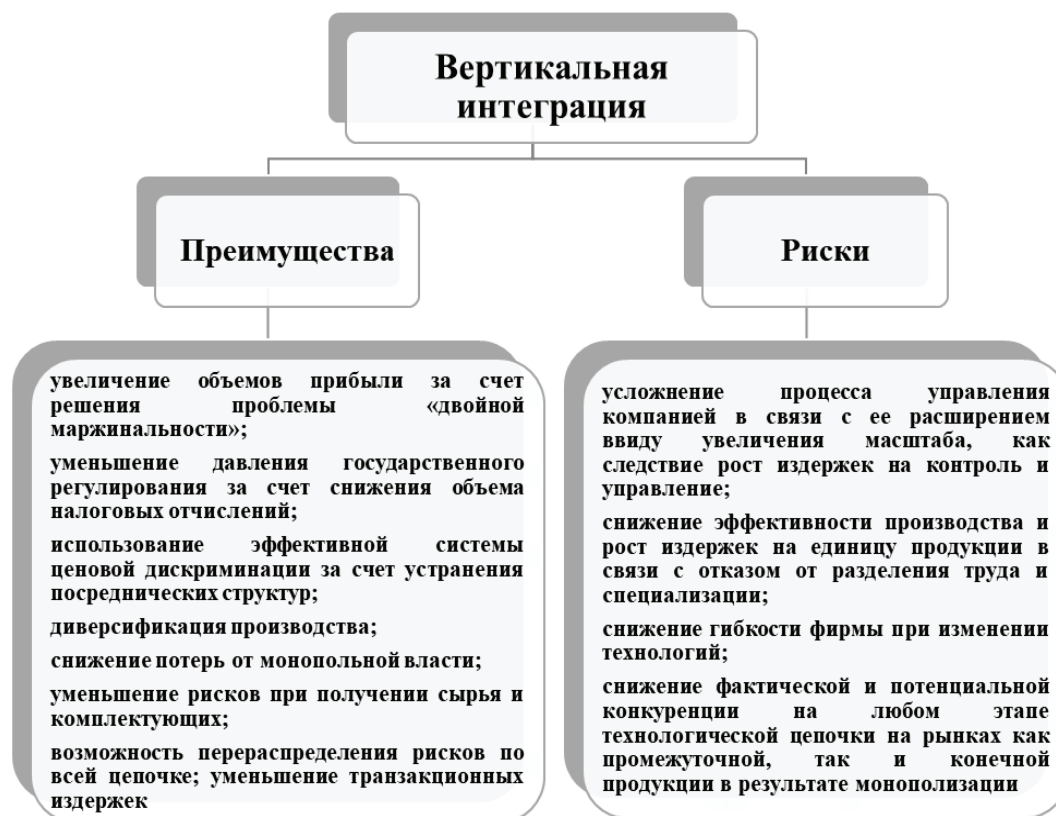 Вертикальная
интеграция
Преимущества
Риски
увеличение объемов прибыли за счет
решения проблемы «двойной
маржинальности»;
уменьшение давления государственного
регулирования за счет снижения объема
налоговых отчислений;
использование эффективной системы
ценовой дискриминации за счет устранения
посреднических структур;
диверсификация производства;
снижение потерь от монопольной власти;
уменьшение рисков при получении сырья и
комплектующих;
возможность перераспределения рисков по
всей цепочке; уменьшение транзакционных
издержек
усложнение процесса управления
компанией в связи с ее расширением
ввиду увеличения масштаба, как
следствие рост издержек на контроль и
управление;
снижение эффективности производства и
рост издержек на единицу продукции в
связи с отказом от разделения труда и
специализации;
снижение гибкости фирмы при изменении
технологий;
снижение фактической и потенциальной
конкуренции на любом этапе
технологической цепочки на рынках как
промежуточной, так и конечной
продукции в результате монополизации